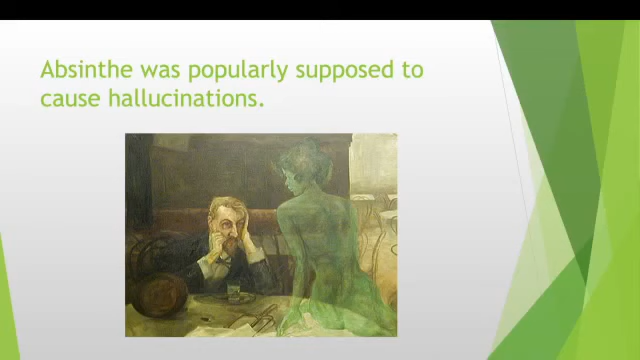 Absinthe was popularly supposed to
cause hallucinations.